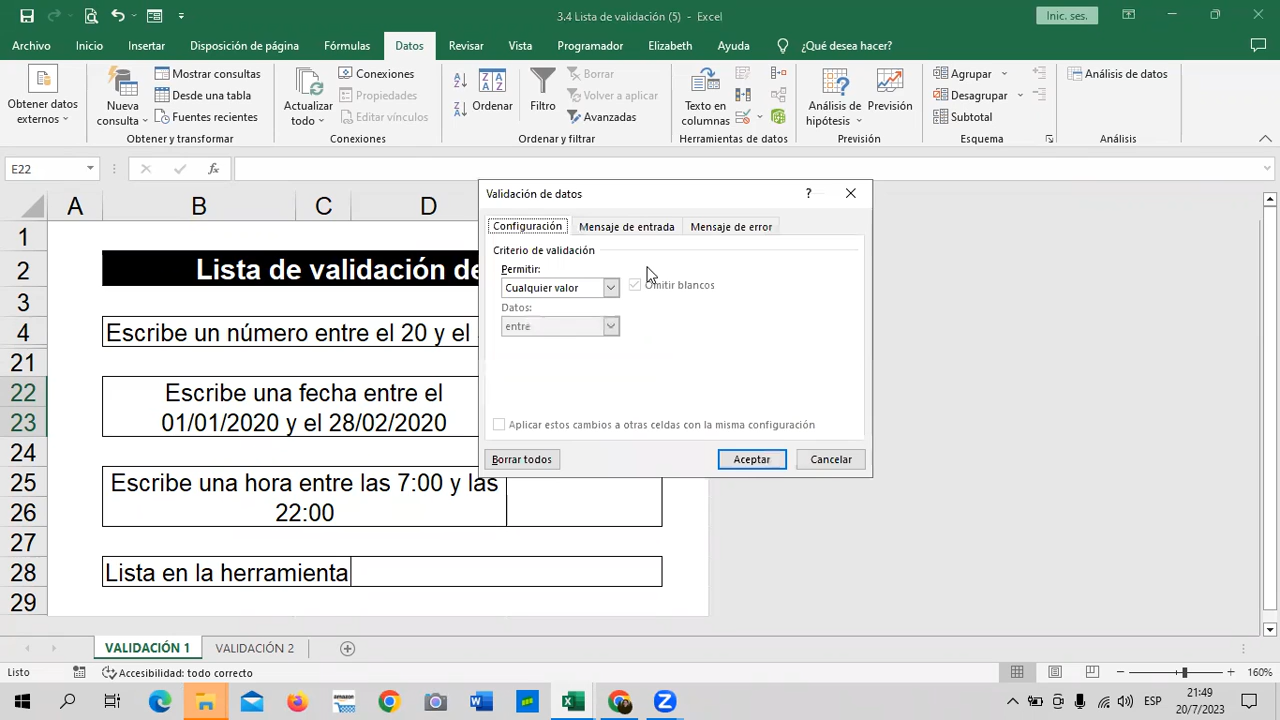 3.4 Lista de validación (5) - Excel
Inic. ses.
Archivo Inicio Insertar Disposición de página Fórmulas Datos Revisar Vista Programador Elizabeth Ayuda ¿Qué desea hacer?
Obtener datos externos
Nueva consulta
Mostrar consultas
Desde una tabla
Fuentes recientes
Obtener y transformar
Actualizar todo
Conexiones
Propiedades
Editar vínculos
Conexiones
Ordenar
Filtro
Borrar
Volver a aplicar
Avanzadas
Ordenar y filtrar
Texto en columnas
Herramientas de datos
Análisis de hipótesis
Previsión
Previsión
Agrupar
Desagrupar
Subtotal
Esquema
Análisis de datos
Análisis
E22
fx
A B C D
1
2 Lista de validación de
3
4 Escribe un número entre el 20 y el
21
22 Escribe una fecha entre el
23 01/01/2020 y el 28/02/2020
24
25 Escribe una hora entre las 7:00 y las
26 22:00
27
28 Lista en la herramienta
29
Validación de datos ?
Configuración Mensaje de entrada Mensaje de error
Criterio de validación
Permitir:
Cualquier valor Omitir blancos
Datos:
entre
Aplicar estos cambios a otras celdas con la misma configuración
Borrar todos Aceptar Cancelar
VALIDACIÓN 1 VALIDACIÓN 2
Listo Accesibilidad: todo correcto 160%
ESP 21:49
20/7/2023